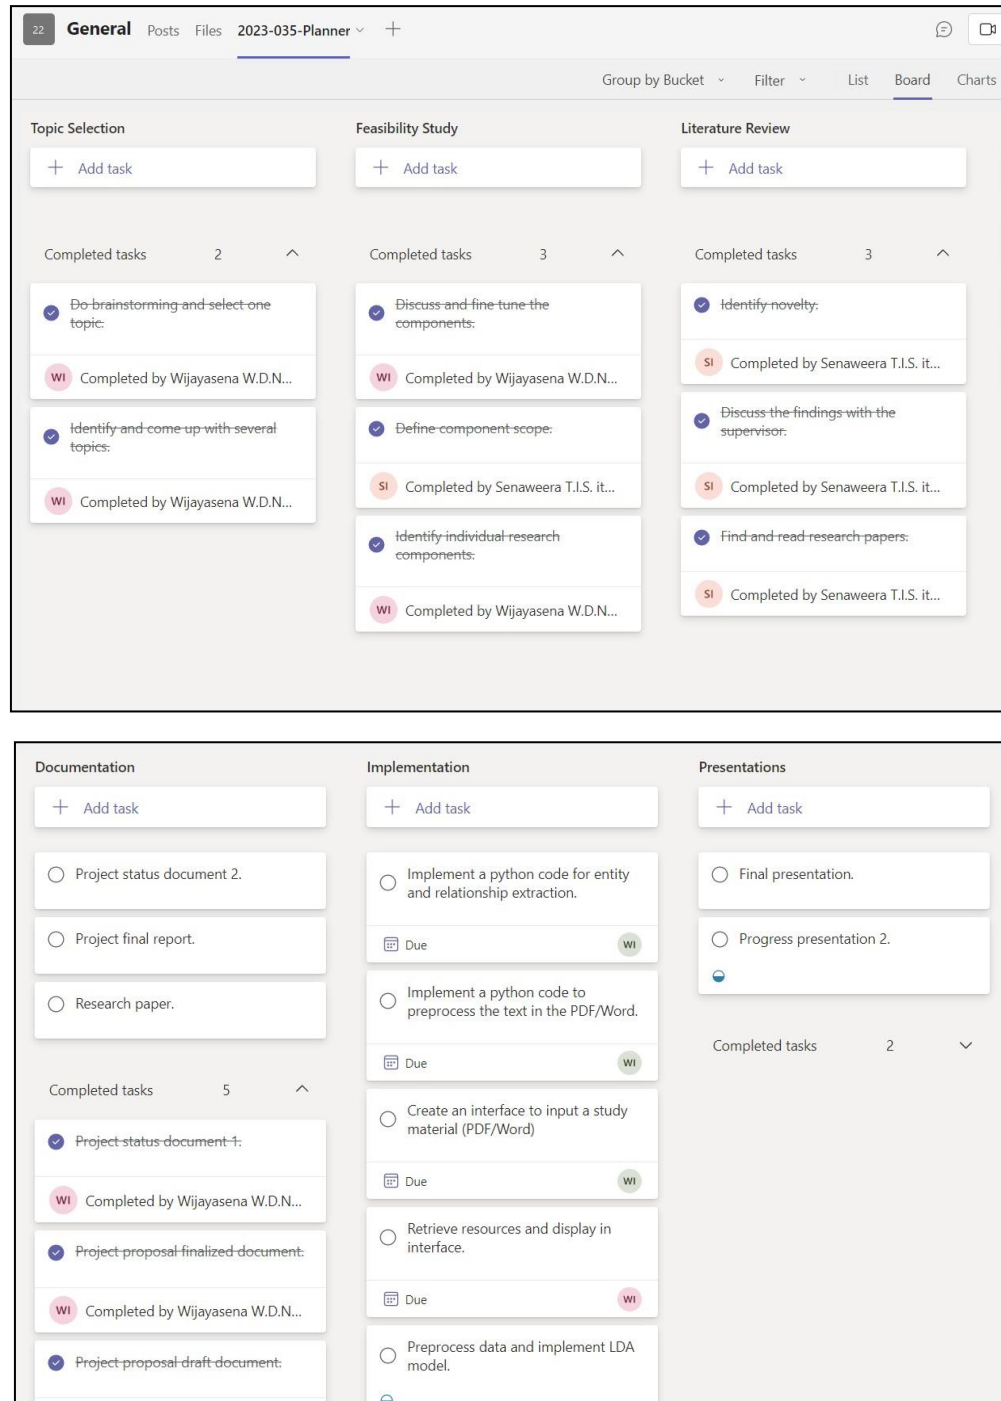 22 General Posts Files 2023-035-Planner
Group by Bucket Filter List Board Charts
Topic Selection
Add task
Completed tasks 2
Do brainstorming and select one
topic.
WI Completed by Wijayasena W.D.N...
Identify and come up with several
topics.
WI Completed by Wijayasena W.D.N...
Feasibility Study
Add task
Completed tasks 3
Discuss and fine tune the
components.
WI Completed by Wijayasena W.D.N...
Define component scope.
SI Completed by Senaweera T.I.S. it...
Identify individual research
components.
WI Completed by Wijayasena W.D.N...
Literature Review
Add task
Completed tasks 3
Identify novelty.
SI Completed by Senaweera T.I.S. it...
Discuss the findings with the
supervisor.
SI Completed by Senaweera T.I.S. it...
Find and read research papers.
SI Completed by Senaweera T.I.S. it...
Documentation
Add task
Project status document 2.
Project final report.
Research paper.
Completed tasks 5
Project status document 1.
WI Completed by Wijayasena W.D.N...
Project proposal finalized document.
WI Completed by Wijayasena W.D.N...
Project proposal draft document.
Implementation
Add task
Implement a python code for entity
and relationship extraction.
Due WI
Implement a python code to
preprocess the text in the PDF/Word.
Due WI
Create an interface to input a study
material (PDF/Word)
Due WI
Retrieve resources and display in
interface.
Due WI
Preprocess data and implement LDA
model.
Presentations
Add task
Final presentation.
Progress presentation 2.
Completed tasks 2